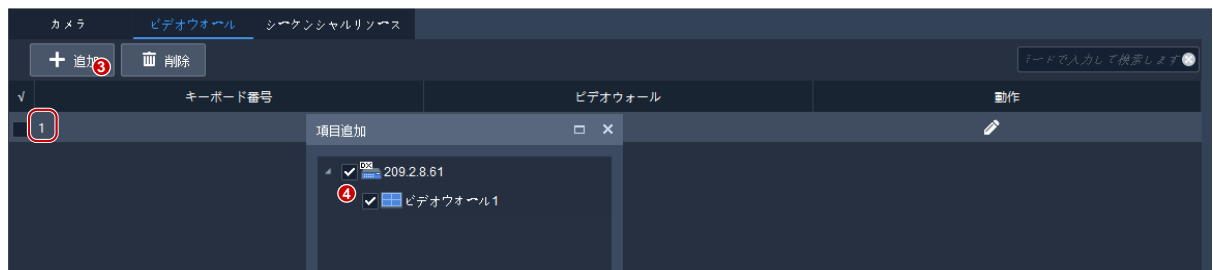 カメラ ビデオウォール シーケンシャルリソース
追加 3 削除 ードで入力して検索します
√ キーボード番号 ビデオウォール 動作
1
項目追加
DX 209.2.8.61
4 ビデオウォール1